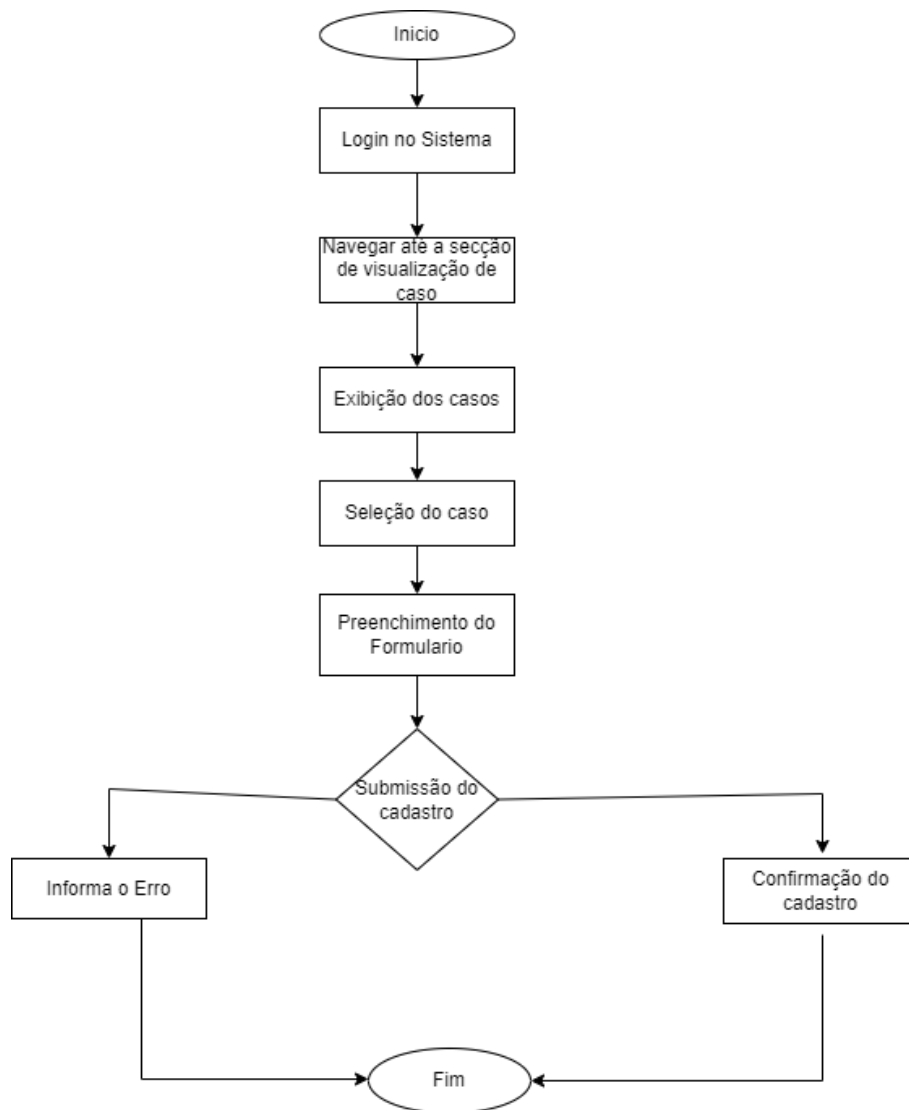 Inicio
Login no Sistema
Navegar até a secção
de visualização de
caso
Exibição dos casos
Seleção do caso
Preenchimento do
Formulario
Submissão do
cadastro
Informa o Erro
Confirmação do
cadastro
Fim